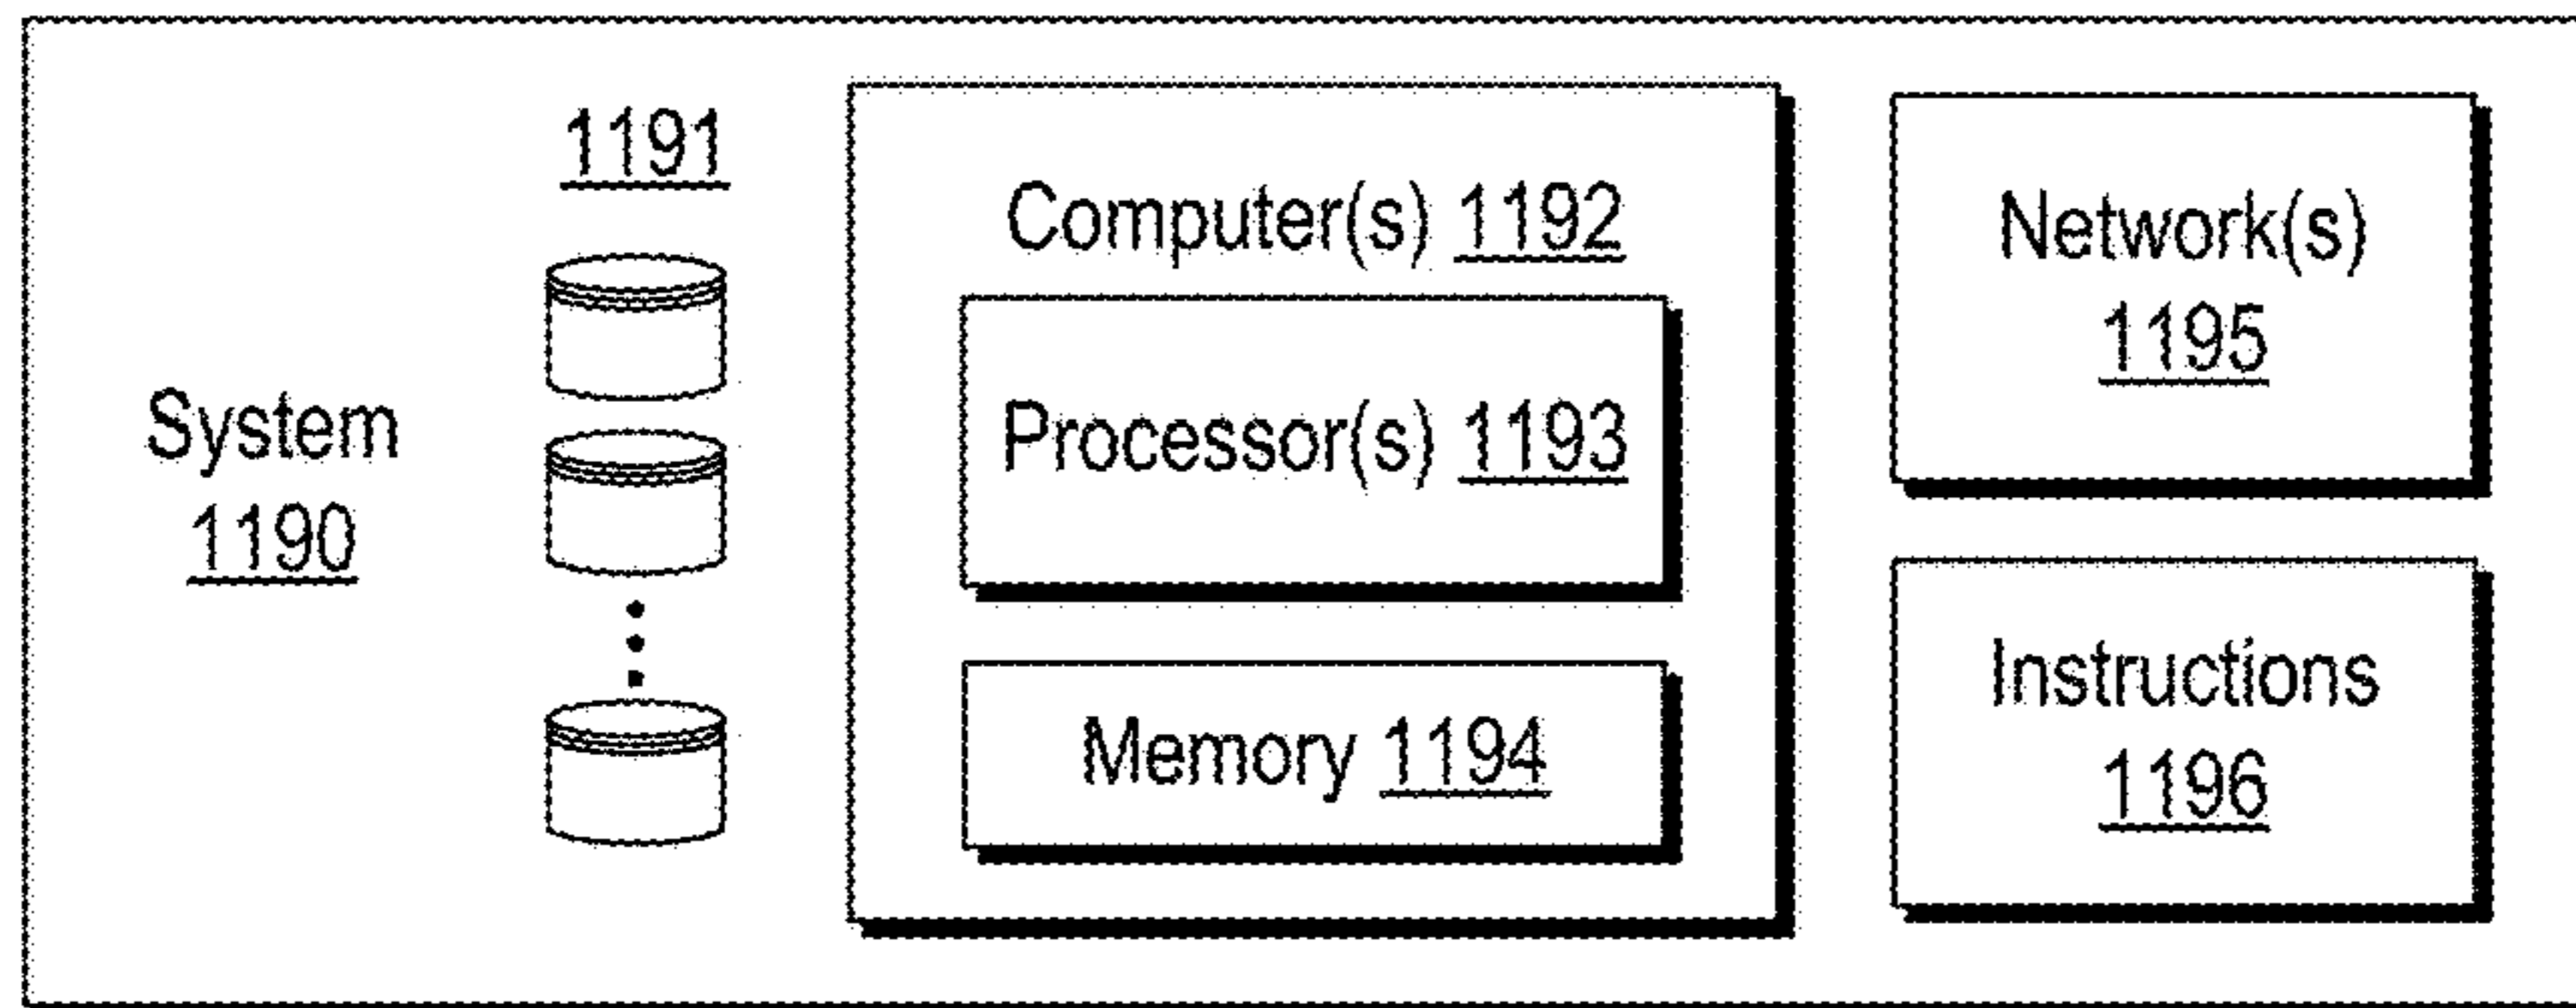 System
1190
1191
Computer(s) 1192
Processor(s) 1193
Memory 1194
Network(s)
1195
Instructions
1196